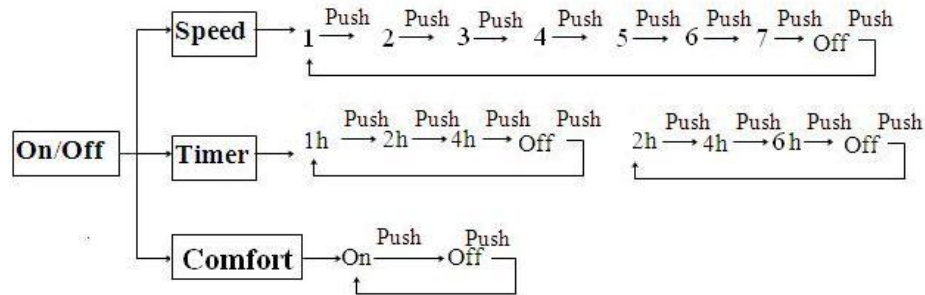 Push Push Push Push Push Push Push Push
Speed 1 2 3 4 5 6 7 Off
Push Push Push Push Push Push Push Push
On/Off Timer 1h 2h 4h Off 2h 4h 6h Off
Push Push
Comfort On Off